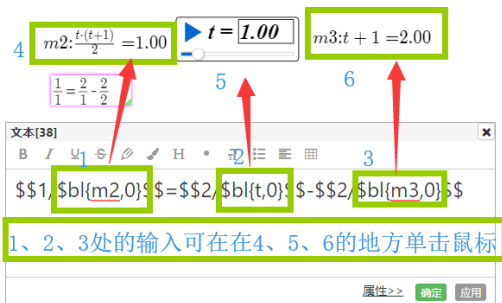 4 m2:t·(t+1)/2 =1.00
t = 1.00
m3:t + 1 =2.00
5
6
1/1=2/1-2/2
文本[38]
B I U S H
1 2 3
$$1/$bl{m2,0}$$=$$2/$bl{t,0}$$-$$2/$bl{m3,0}$$
1、2、3处的输入可在在4、5、6的地方单击鼠标
属性>> 确定 应用